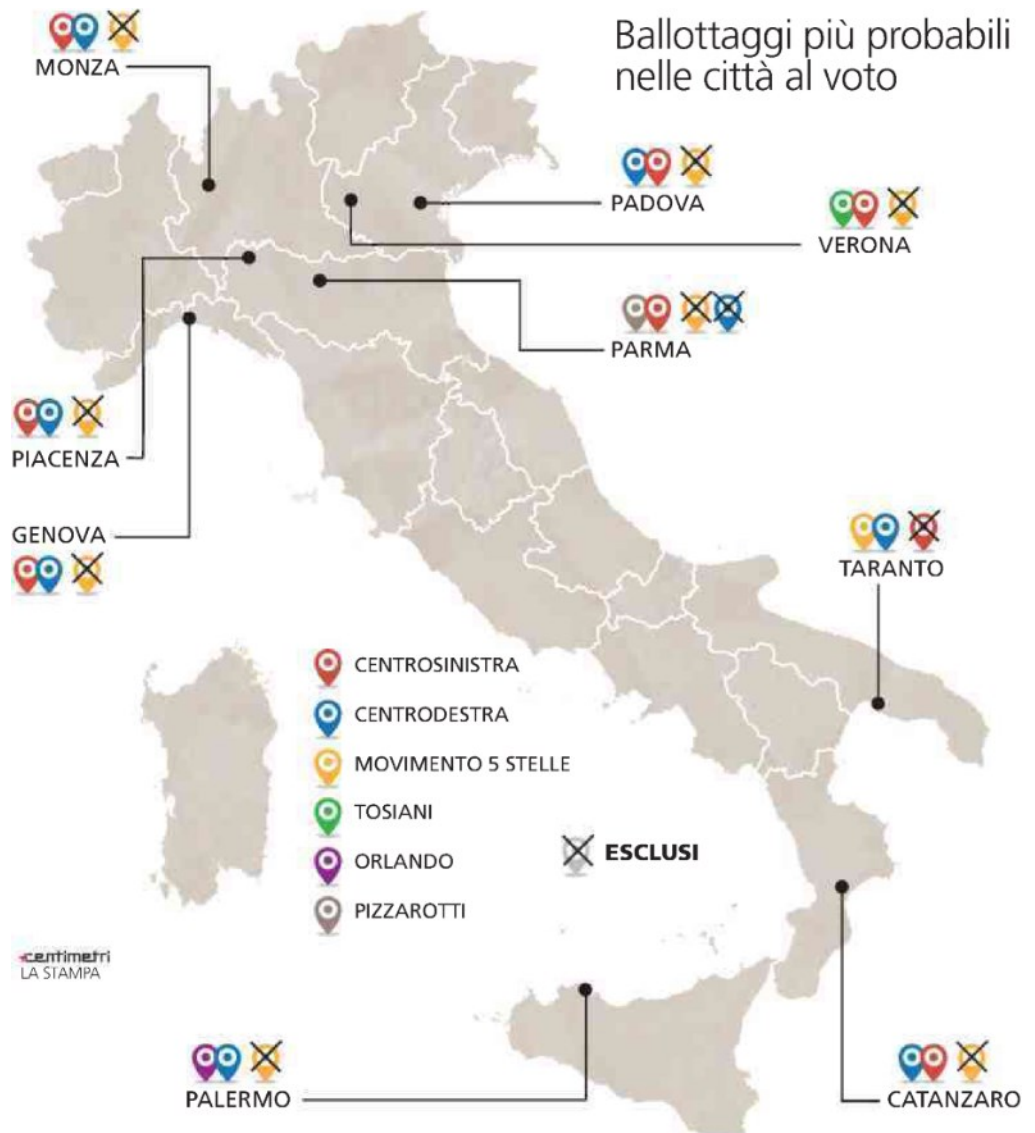 Ballottaggi più probabili
nelle città al voto
MONZA
PADOVA
VERONA
PARMA
PIACENZA
GENOVA
TARANTO
CENTROSINISTRA
CENTRODESTRA
MOVIMENTO 5 STELLE
TOSIANI
ORLANDO
PIZZAROTTI
ESCLUSI
centimetri
LA STAMPA
PALERMO
CATANZARO